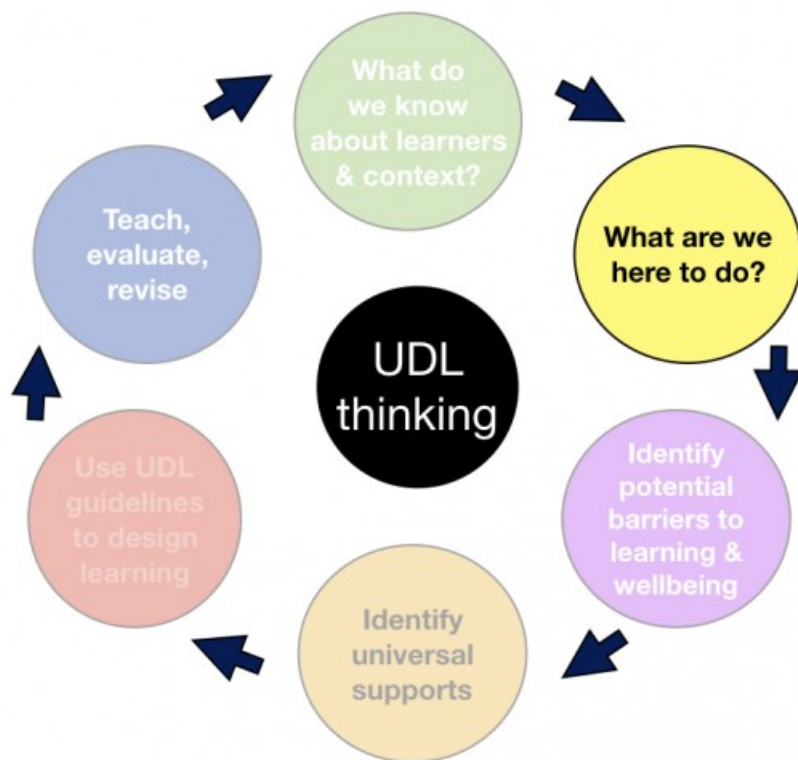 What do
we know
about learners
& context?
What are we
here to do?
Identify
potential
barriers to
learning &
wellbeing
Identify
universal
supports
Use UDL
guidelines
to design
learning
Teach,
evaluate,
revise
UDL
thinking